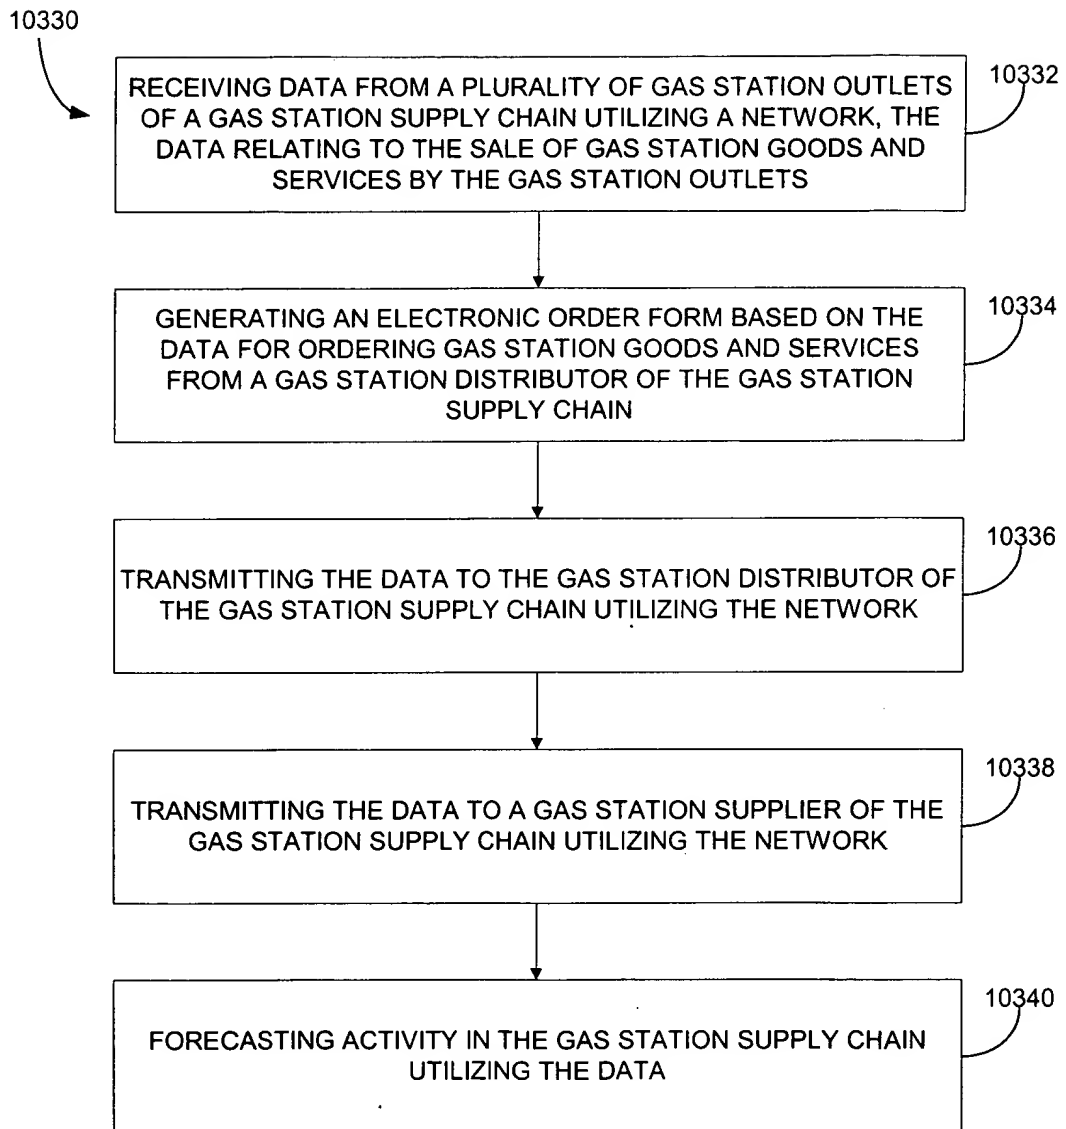 10330
10332
RECEIVING DATA FROM A PLURALITY OF GAS STATION OUTLETS
OF A GAS STATION SUPPLY CHAIN UTILIZING A NETWORK, THE
DATA RELATING TO THE SALE OF GAS STATION GOODS AND
SERVICES BY THE GAS STATION OUTLETS
10334
GENERATING AN ELECTRONIC ORDER FORM BASED ON THE
DATA FOR ORDERING GAS STATION GOODS AND SERVICES
FROM A GAS STATION DISTRIBUTOR OF THE GAS STATION
SUPPLY CHAIN
10336
TRANSMITTING THE DATA TO THE GAS STATION DISTRIBUTOR OF
THE GAS STATION SUPPLY CHAIN UTILIZING THE NETWORK
10338
TRANSMITTING THE DATA TO A GAS STATION SUPPLIER OF THE
GAS STATION SUPPLY CHAIN UTILIZING THE NETWORK
10340
FORECASTING ACTIVITY IN THE GAS STATION SUPPLY CHAIN
UTILIZING THE DATA